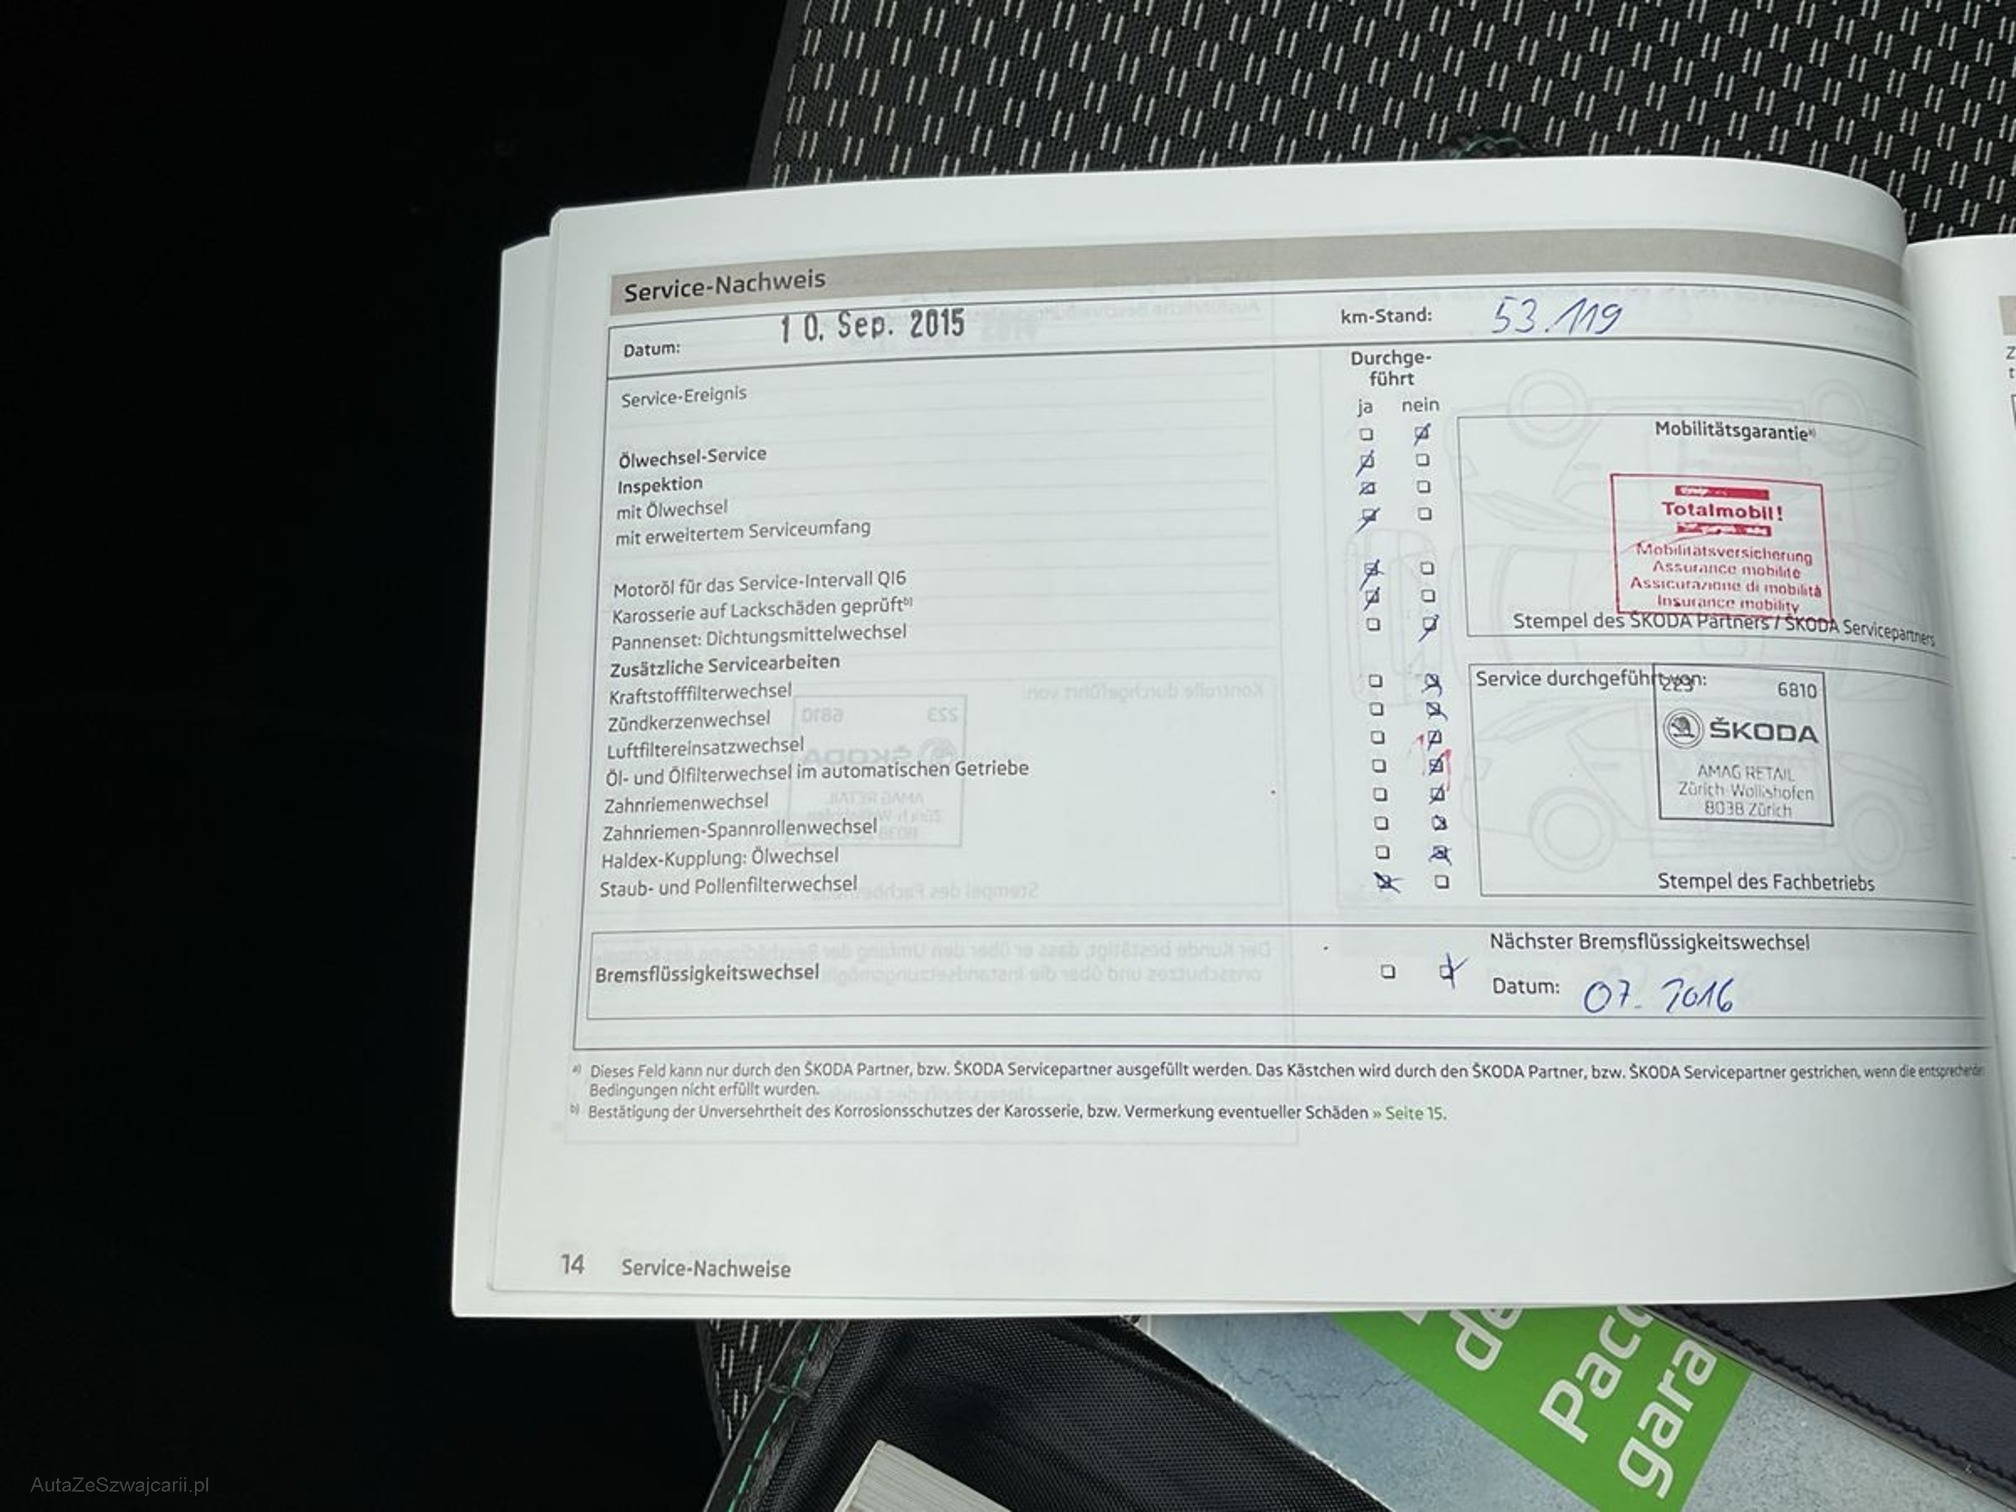 Service-Nachweis
Datum: 10. Sep. 2015 km-Stand: 53.119
Durchge-
führt
Service-Ereignis
ja nein
Mobilitätsgarantie a)
Ölwechsel-Service
Inspektion
mit Ölwechsel
mit erweitertem Serviceumfang
Totalmobil!
Mobilitätsversicherung
Assurance mobilité
Assicurazione di mobilità
Insurance mobility
Stempel des ŠKODA Partners / ŠKODA Servicepartners
Motoröl für das Service-Intervall QI6
Karosserie auf Lackschäden geprüft b)
Pannenset: Dichtungsmittelwechsel
Zusätzliche Servicearbeiten
Kraftstofffilterwechsel
Zündkerzenwechsel
Luftfiltereinsatzwechsel
Öl- und Ölfilterwechsel im automatischen Getriebe
Zahnriemenwechsel
Zahnriemen-Spannrollenwechsel
Haldex-Kupplung: Ölwechsel
Staub- und Pollenfilterwechsel
Service durchgeführt von:
223 6810
ŠKODA
AMAG RETAIL
Zürich-Wollishofen
8038 Zürich
Stempel des Fachbetriebs
Bremsflüssigkeitswechsel
Nächster Bremsflüssigkeitswechsel
Datum: 07. 2016
a) Dieses Feld kann nur durch den ŠKODA Partner, bzw. ŠKODA Servicepartner ausgefüllt werden. Das Kästchen wird durch den ŠKODA Partner, bzw. ŠKODA Servicepartner gestrichen, wenn die entsprechenden
Bedingungen nicht erfüllt wurden.
b) Bestätigung der Unversehrtheit des Korrosionsschutzes der Karosserie, bzw. Vermerkung eventueller Schäden » Seite 15.
14 Service-Nachweise
de
Pacc
gara
AutaZeSzwajcarii.pl